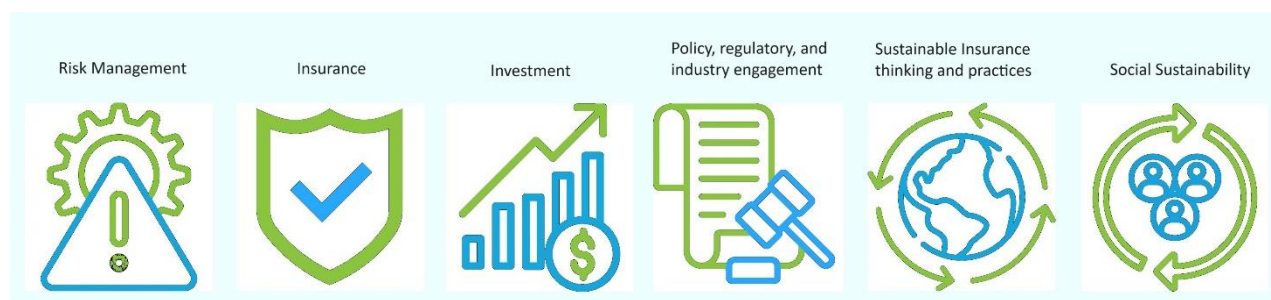 Risk Management
Insurance
Investment
Policy, regulatory, and
industry engagement
Sustainable Insurance
thinking and practices
Social Sustainability
$